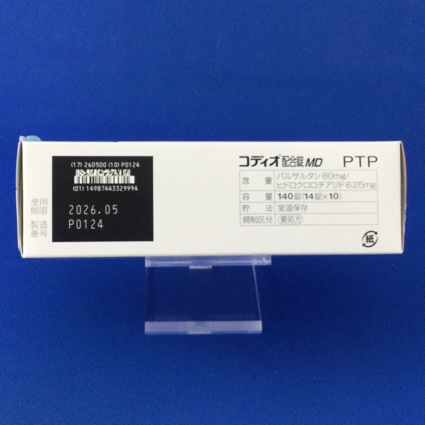 (17) 260500 (10) P0124
(01) 14987443329994
使用
期限
2026.05
製造
番号
P0124
コディオ配合錠MD PTP
含 量 バルサルタン80mg/
ヒドロクロロチアジド6.25mg
容 量 140錠(14錠×10)
貯 法 室温保存
規制区分 要処方
紙